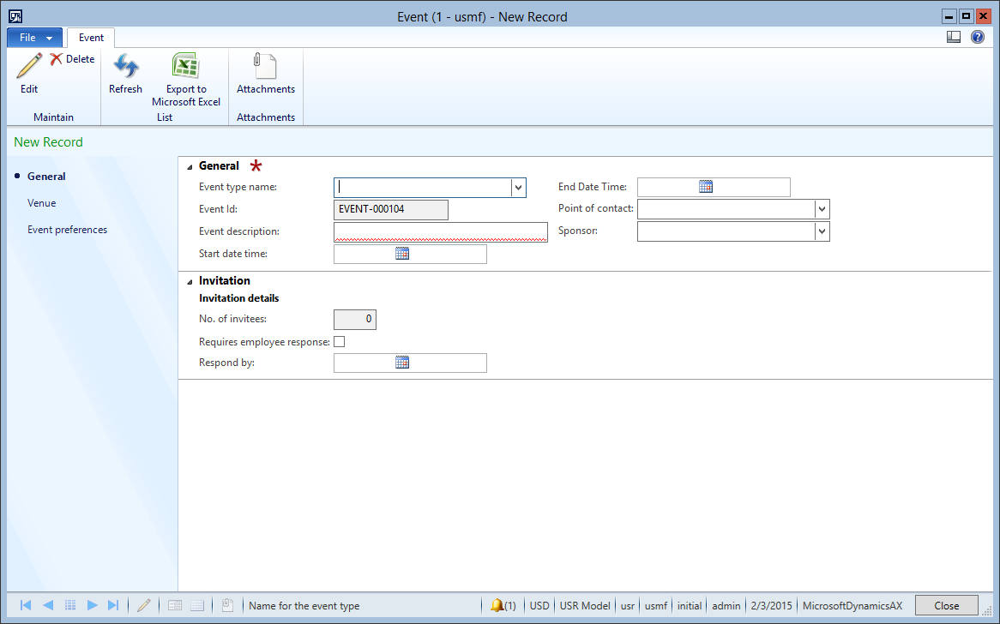 Event (1 - usmf) - New Record
File
Event
Edit
Delete
Maintain
Refresh
Export to
Microsoft Excel
List
Attachments
Attachments
New Record
General
Venue
Event preferences
General
Event type name:
Event Id: EVENT-000104
Event description:
Start date time:
End Date Time:
Point of contact:
Sponsor:
Invitation
Invitation details
No. of invitees: 0
Requires employee response:
Respond by:
Name for the event type
(1) USD USR Model usr usmf initial admin 2/3/2015 MicrosoftDynamicsAX Close